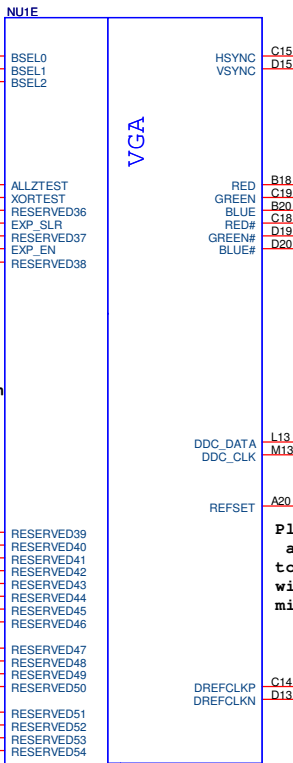 NU1E
BSEL0 HSYNC C15
BSEL1 VSYNC D15
BSEL2
VGA
ALLZTEST RED B18
XORTEST GREEN C19
RESERVED36 BLUE B20
EXP_SLR RED# C18
RESERVED37 GREEN# D19
EXP_EN BLUE# D20
RESERVED38
DDC_DATA L13
DDC_CLK M13
REFSET A20
RESERVED39
RESERVED40
RESERVED41
RESERVED42
RESERVED43
RESERVED44
RESERVED45
RESERVED46
RESERVED47
RESERVED48
RESERVED49
RESERVED50 DREFCLKP C14
DREFCLKN D13
RESERVED51
RESERVED52
RESERVED53
RESERVED54